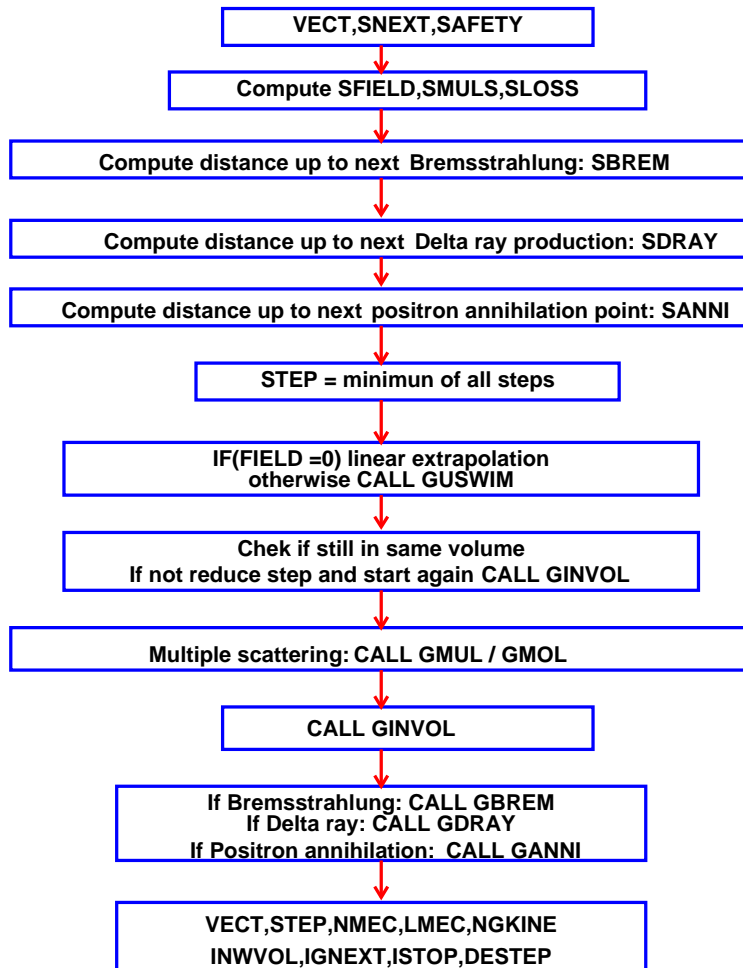 VECT,SNEXT,SAFETY
Compute SFIELD,SMULS,SLOSS
Compute distance up to next Bremsstrahlung: SBREM
Compute distance up to next Delta ray production: SDRAY
Compute distance up to next positron annihilation point: SANNI
STEP = minimun of all steps
IF(FIELD =0) linear extrapolation
otherwise CALL GUSWIM
Chek if still in same volume
If not reduce step and start again CALL GINVOL
Multiple scattering: CALL GMUL / GMOL
CALL GINVOL
If Bremsstrahlung: CALL GBREM
If Delta ray: CALL GDRAY
If Positron annihilation: CALL GANNI
VECT,STEP,NMEC,LMEC,NGKINE
INWVOL,IGNEXT,ISTOP,DESTEP